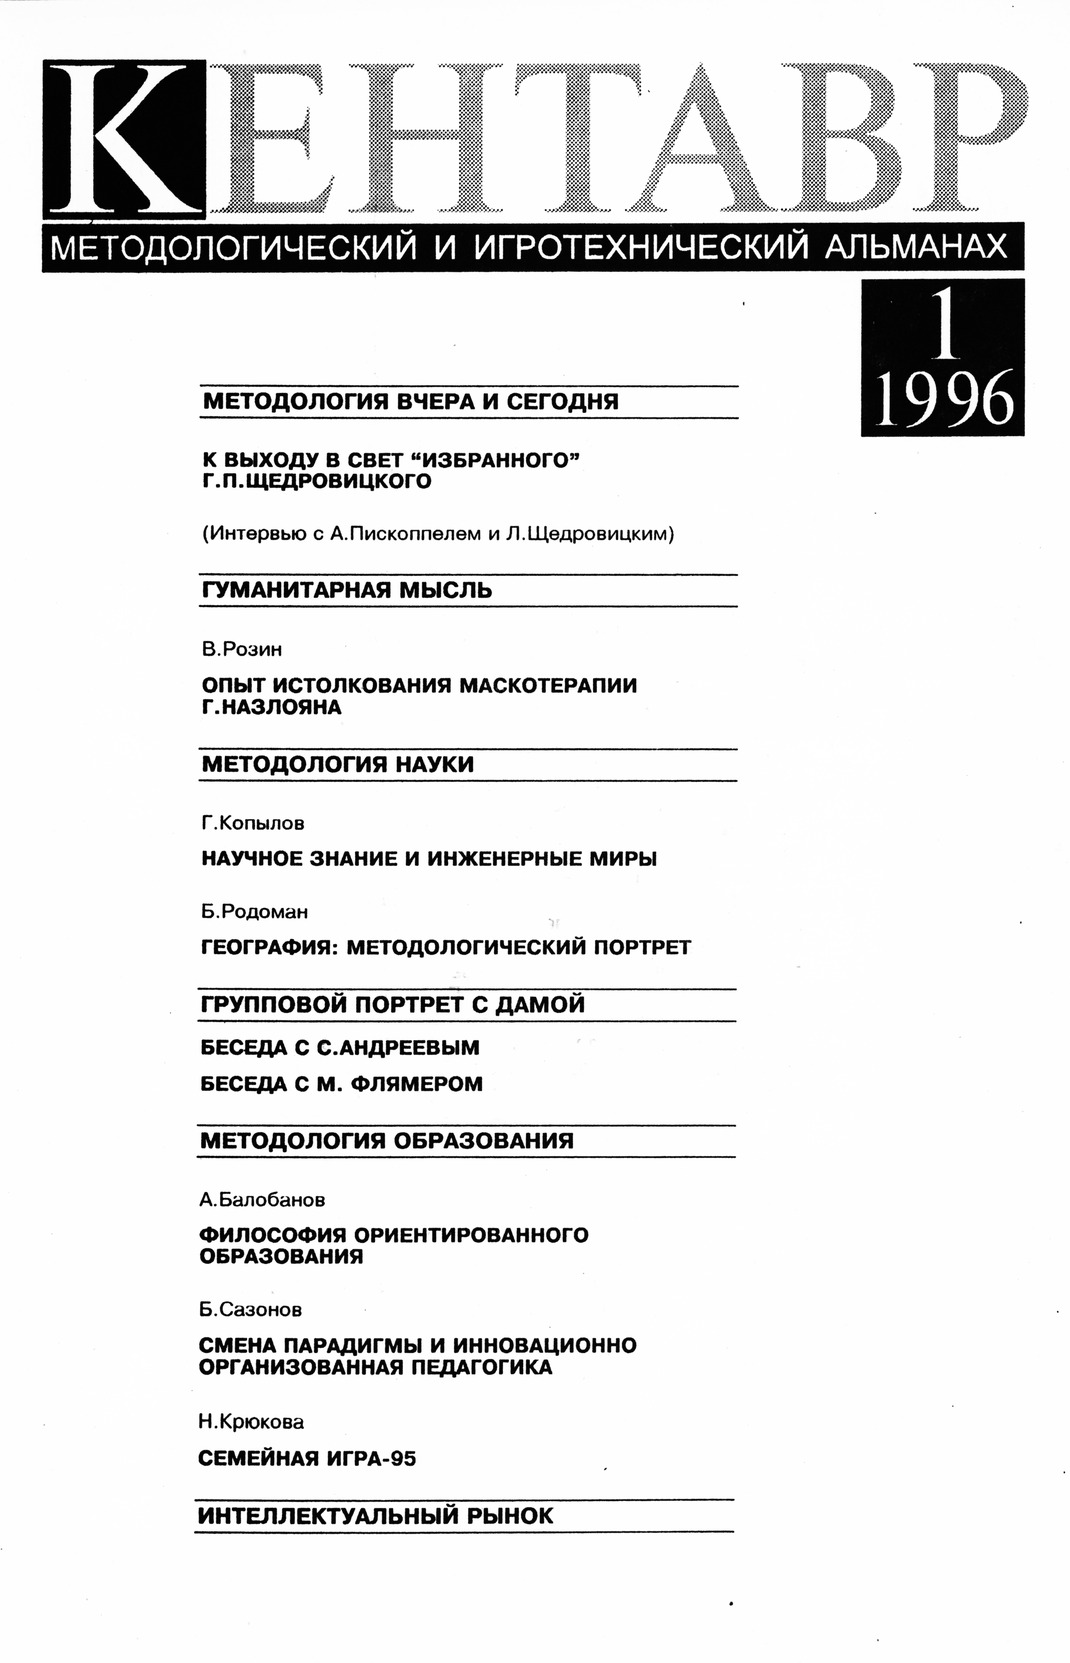 КЕНТАВР
МЕТОДОЛОГИЧЕСКИЙ И ИГРОТЕХНИЧЕСКИЙ АЛЬМАНАХ
1
1996
МЕТОДОЛОГИЯ ВЧЕРА И СЕГОДНЯ
К ВЫХОДУ В СВЕТ “ИЗБРАННОГО”
Г.П.ЩЕДРОВИЦКОГО
(Интервью с А.Пископпелем и Л.Щедровицким)
ГУМАНИТАРНАЯ МЫСЛЬ
В.Розин
ОПЫТ ИСТОЛКОВАНИЯ МАСКОТЕРАПИИ
Г.НАЗЛОЯНА
МЕТОДОЛОГИЯ НАУКИ
Г.Копылов
НАУЧНОЕ ЗНАНИЕ И ИНЖЕНЕРНЫЕ МИРЫ
Б.Родоман
ГЕОГРАФИЯ: МЕТОДОЛОГИЧЕСКИЙ ПОРТРЕТ
ГРУППОВОЙ ПОРТРЕТ С ДАМОЙ
БЕСЕДА С С.АНДРЕЕВЫМ
БЕСЕДА С М. ФЛЯМЕРОМ
МЕТОДОЛОГИЯ ОБРАЗОВАНИЯ
А.Балобанов
ФИЛОСОФИЯ ОРИЕНТИРОВАННОГО
ОБРАЗОВАНИЯ
Б.Сазонов
СМЕНА ПАРАДИГМЫ И ИННОВАЦИОННО
ОРГАНИЗОВАННАЯ ПЕДАГОГИКА
Н.Крюкова
СЕМЕЙНАЯ ИГРА-95
ИНТЕЛЛЕКТУАЛЬНЫЙ РЫНОК